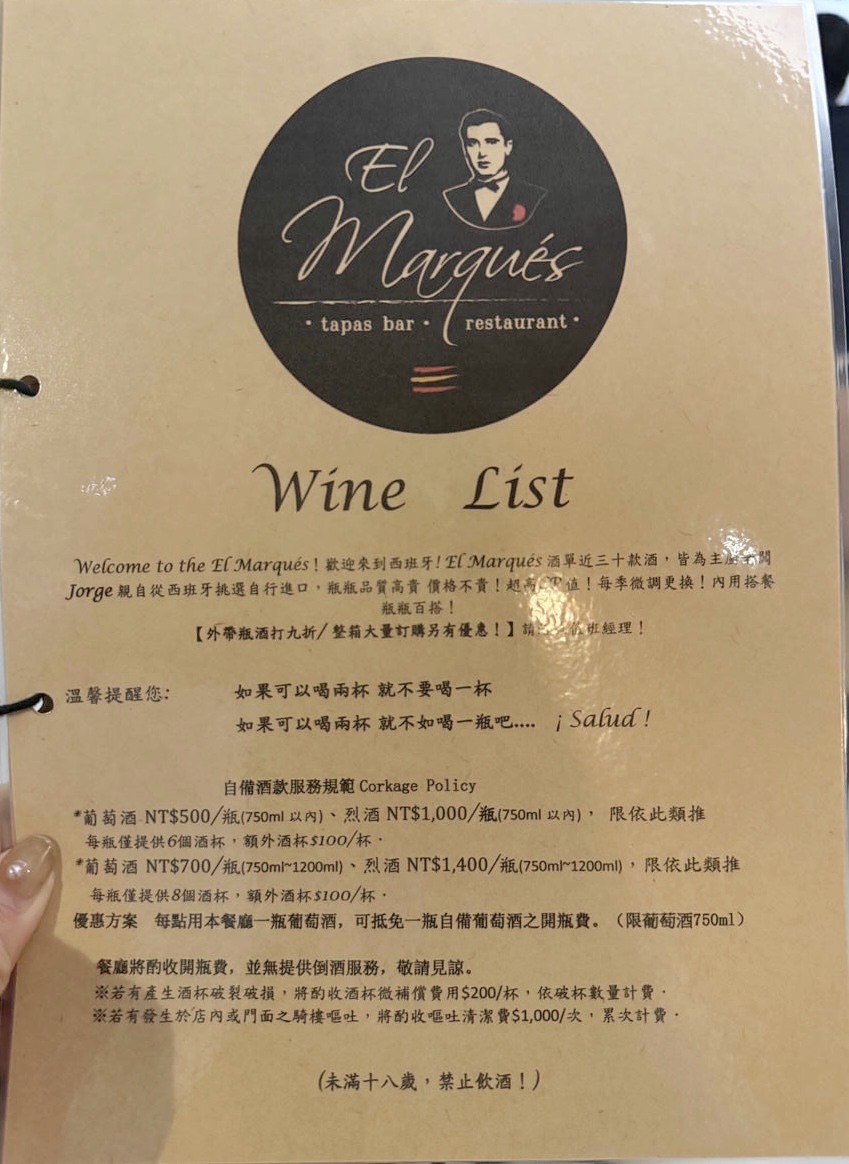 El
Marqués
· tapas bar · restaurant ·
Wine List
Welcome to the El Marqués！歡迎來到西班牙！El Marqués 酒單近三十款酒，皆為主廚
Jorge 親自從西班牙挑選自行進口，瓶瓶品質高貴 價格不貴！超高 值！每季微調更換！內用搭餐
瓶瓶百搭！
【外帶瓶酒打九折/ 整箱大量訂購另有優惠！】請 班經理！
溫馨提醒您：
如果可以喝兩杯 就不要喝一杯
如果可以喝兩杯 就不如喝一瓶吧.... ¡ Salud !
自備酒款服務規範 Corkage Policy
*葡萄酒 NT$500/瓶(750ml 以內)、烈酒 NT$1,000/瓶(750ml 以內)， 限依此類推
每瓶僅提供6個酒杯，額外酒杯$100/杯．
*葡萄酒 NT$700/瓶(750ml~1200ml)、烈酒 NT$1,400/瓶(750ml~1200ml)，限依此類推
每瓶僅提供8個酒杯，額外酒杯$100/杯．
優惠方案 每點用本餐廳一瓶葡萄酒，可抵免一瓶自備葡萄酒之開瓶費。（限葡萄酒750ml）
餐廳將酌收開瓶費，並無提供倒酒服務，敬請見諒。
※若有產生酒杯破裂破損，將酌收酒杯微補償費用$200/杯，依破杯數量計費．
※若有發生於店內或門面之騎樓嘔吐，將酌收嘔吐清潔費$1,000/次，累次計費．
(未滿十八歲，禁止飲酒！)